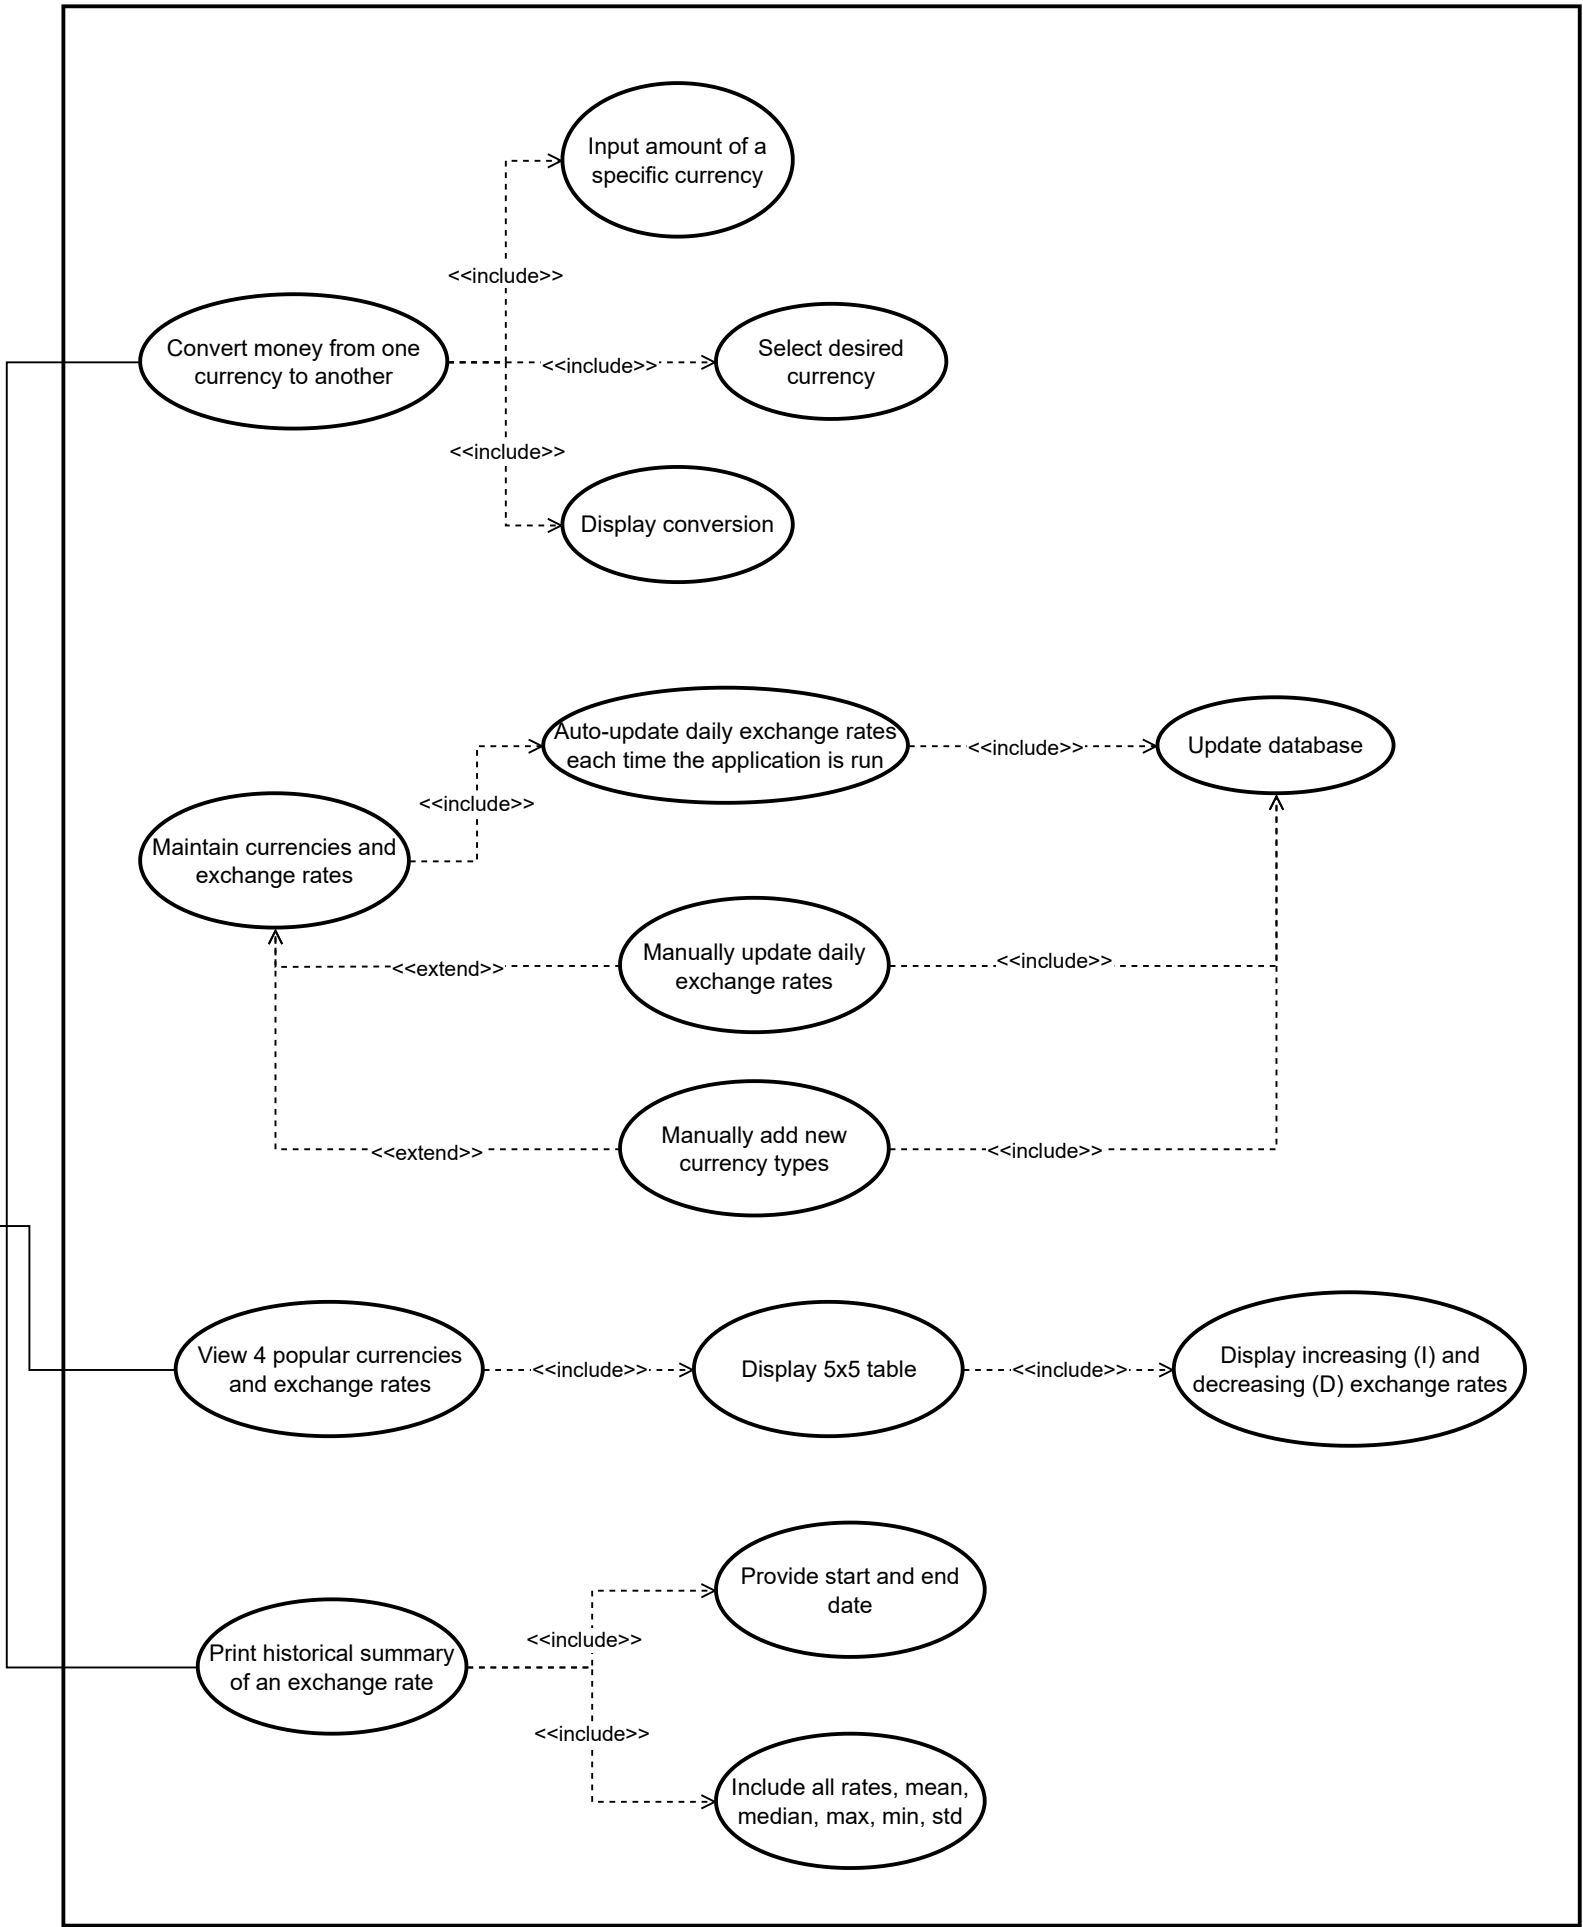 Input amount of a
specific currency
<<include>>
Convert money from one
currency to another
<<include>>
Select desired
currency
<<include>>
Display conversion
Auto-update daily exchange rates
each time the application is run
<<include>>
Update database
<<include>>
Maintain currencies and
exchange rates
Manually update daily
exchange rates
<<extend>>
<<include>>
Manually add new
currency types
<<extend>>
<<include>>
View 4 popular currencies
and exchange rates
<<include>>
Display 5x5 table
<<include>>
Display increasing (I) and
decreasing (D) exchange rates
Provide start and end
date
<<include>>
Print historical summary
of an exchange rate
<<include>>
Include all rates, mean,
median, max, min, std